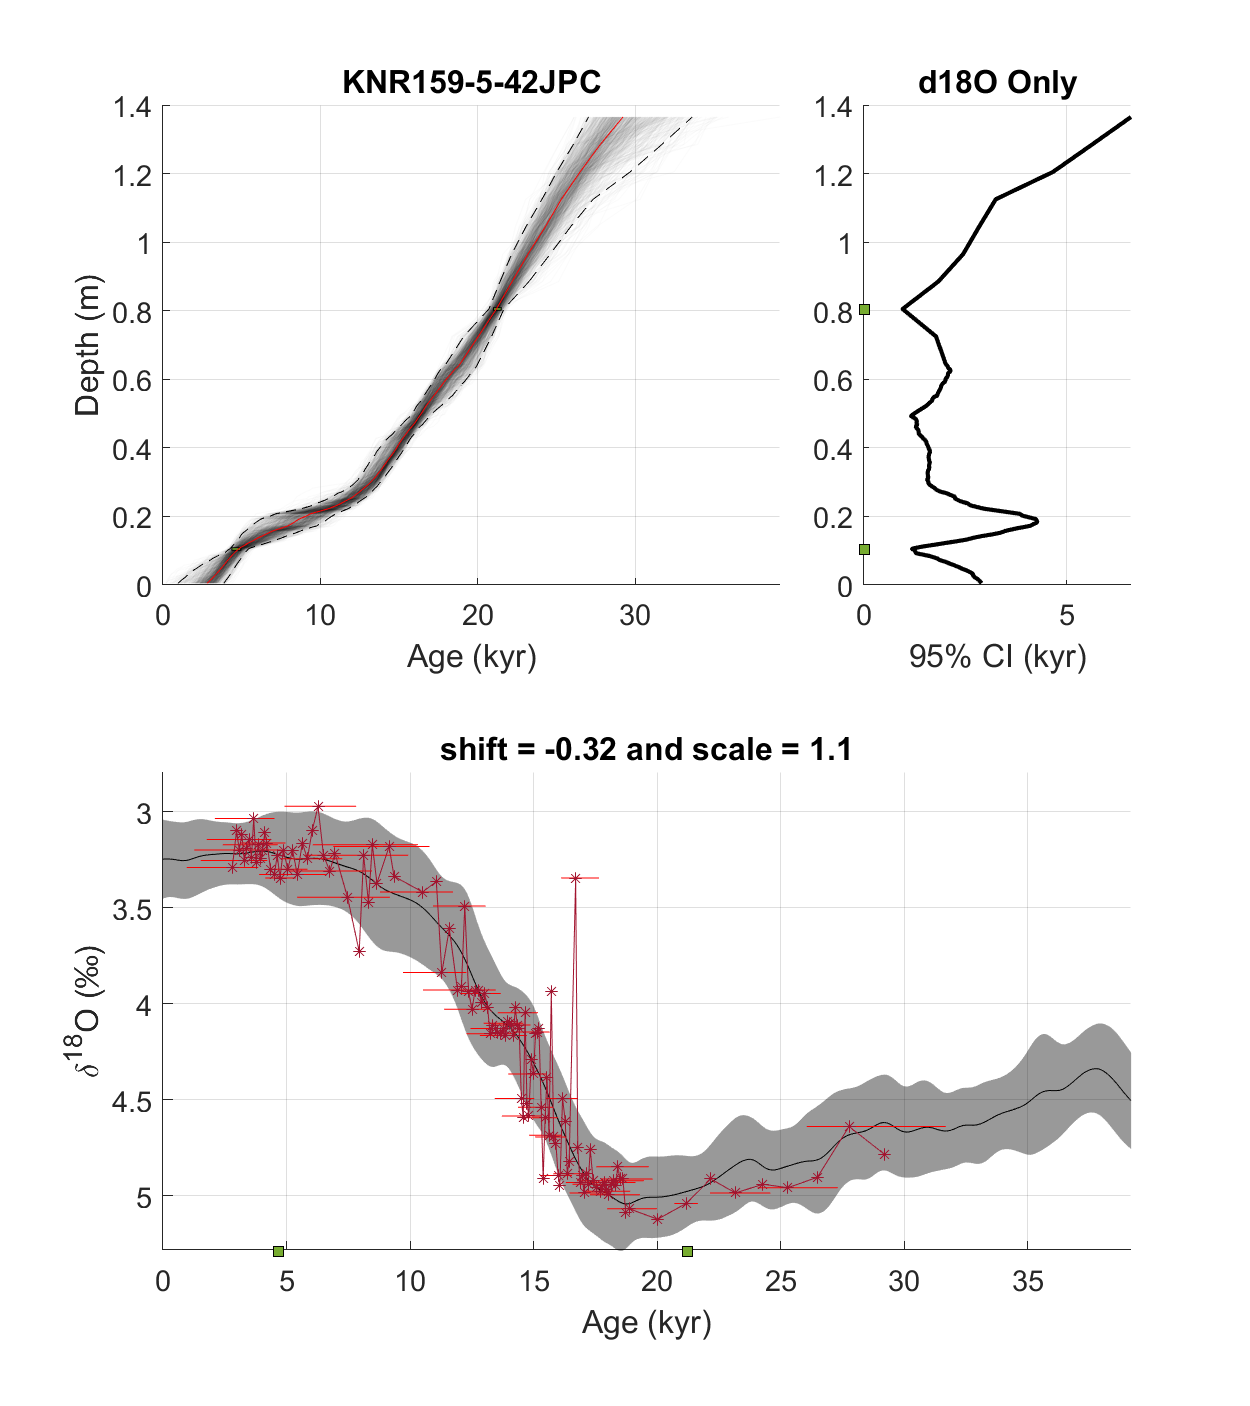 KNR159-5-42JPC
1.4
1.2
1
0.8
0.6
0.4
0.2
0
Depth (m)
0 10 20 30
Age (kyr)
d18O Only
1.4
1.2
1
0.8
0.6
0.4
0.2
0
0 5
95% CI (kyr)
shift = -0.32 and scale = 1.1
3
3.5
4
4.5
5
δ18O (‰)
0 5 10 15 20 25 30 35
Age (kyr)